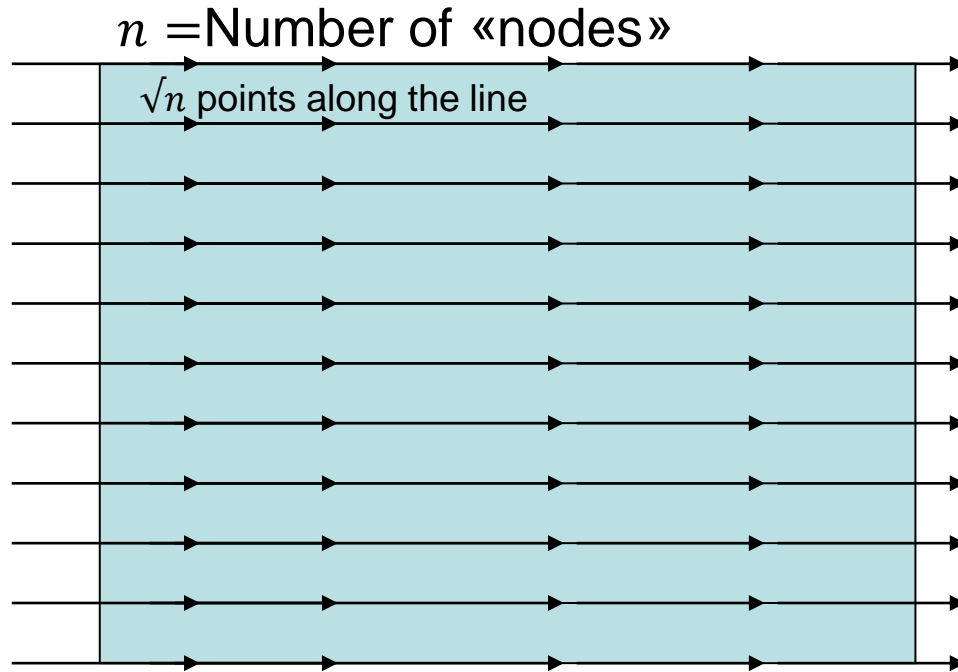 n =Number of «nodes»
√n points along the line